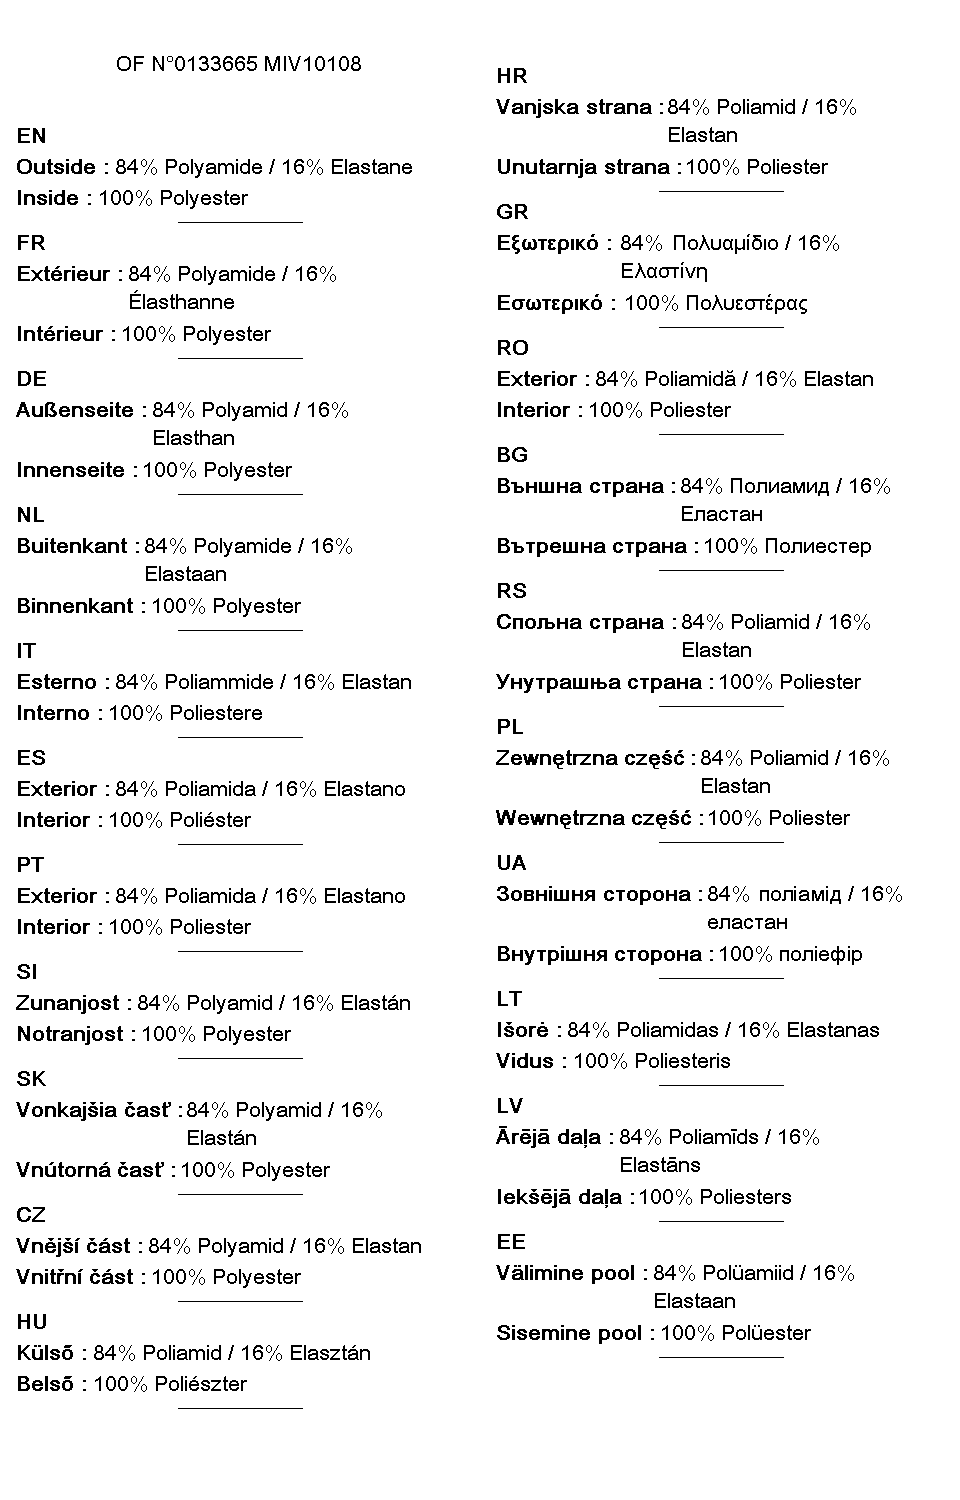 OF N°0133665 MIV10108
EN
Outside : 84% Polyamide / 16% Elastane
Inside : 100% Polyester
FR
Extérieur : 84% Polyamide / 16%
Élasthanne
Intérieur : 100% Polyester
DE
Außenseite : 84% Polyamid / 16%
Elasthan
Innenseite : 100% Polyester
NL
Buitenkant : 84% Polyamide / 16%
Elastaan
Binnenkant : 100% Polyester
IT
Esterno : 84% Poliammide / 16% Elastan
Interno : 100% Poliestere
ES
Exterior : 84% Poliamida / 16% Elastano
Interior : 100% Poliéster
PT
Exterior : 84% Poliamida / 16% Elastano
Interior : 100% Poliester
SI
Zunanjost : 84% Polyamid / 16% Elastán
Notranjost : 100% Polyester
SK
Vonkajšia časť : 84% Polyamid / 16%
Elastán
Vnútorná časť : 100% Polyester
CZ
Vnější část : 84% Polyamid / 16% Elastan
Vnitřní část : 100% Polyester
HU
Külső : 84% Poliamid / 16% Elasztán
Belső : 100% Poliészter
HR
Vanjska strana : 84% Poliamid / 16%
Elastan
Unutarnja strana : 100% Poliester
GR
Εξωτερικό : 84% Πολυαμίδιο / 16%
Ελαστίνη
Εσωτερικό : 100% Πολυεστέρας
RO
Exterior : 84% Poliamidă / 16% Elastan
Interior : 100% Poliester
BG
Външна страна : 84% Полиамид / 16%
Еластан
Вътрешна страна : 100% Полиестер
RS
Спољна страна : 84% Poliamid / 16%
Elastan
Унутрашња страна : 100% Poliester
PL
Zewnętrzna część : 84% Poliamid / 16%
Elastan
Wewnętrzna część : 100% Poliester
UA
Зовнішня сторона : 84% поліамід / 16%
еластан
Внутрішня сторона : 100% поліефір
LT
Išorė : 84% Poliamidas / 16% Elastanas
Vidus : 100% Poliesteris
LV
Ārējā daļa : 84% Poliamīds / 16%
Elastāns
Iekšējā daļa : 100% Poliesters
EE
Välimine pool : 84% Polüamiid / 16%
Elastaan
Sisemine pool : 100% Polüester